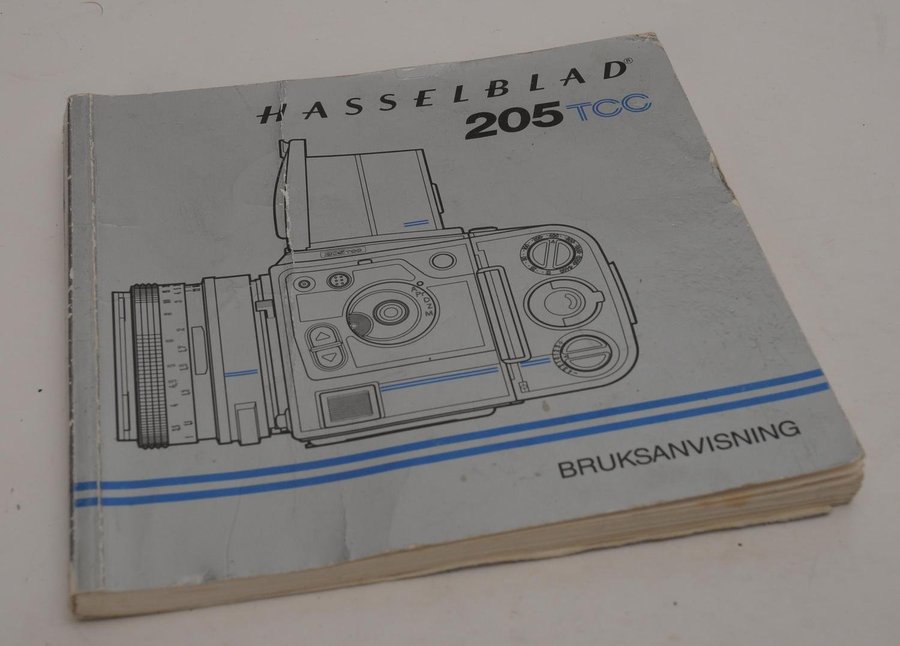 HASSELBLAD®
205 TCC
BRUKSANVISNING